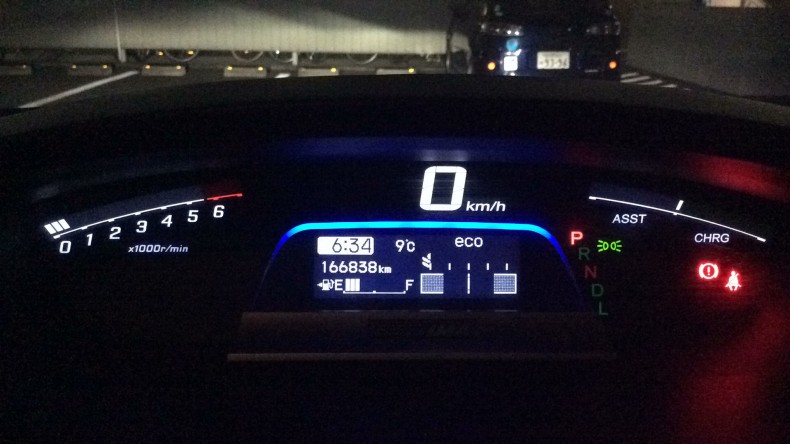 0 km/h
0 1 2 3 4 5 6
x1000r/min
ASST
CHRG
6:34 9°C eco
166838km
E F
P
R
N
D
L